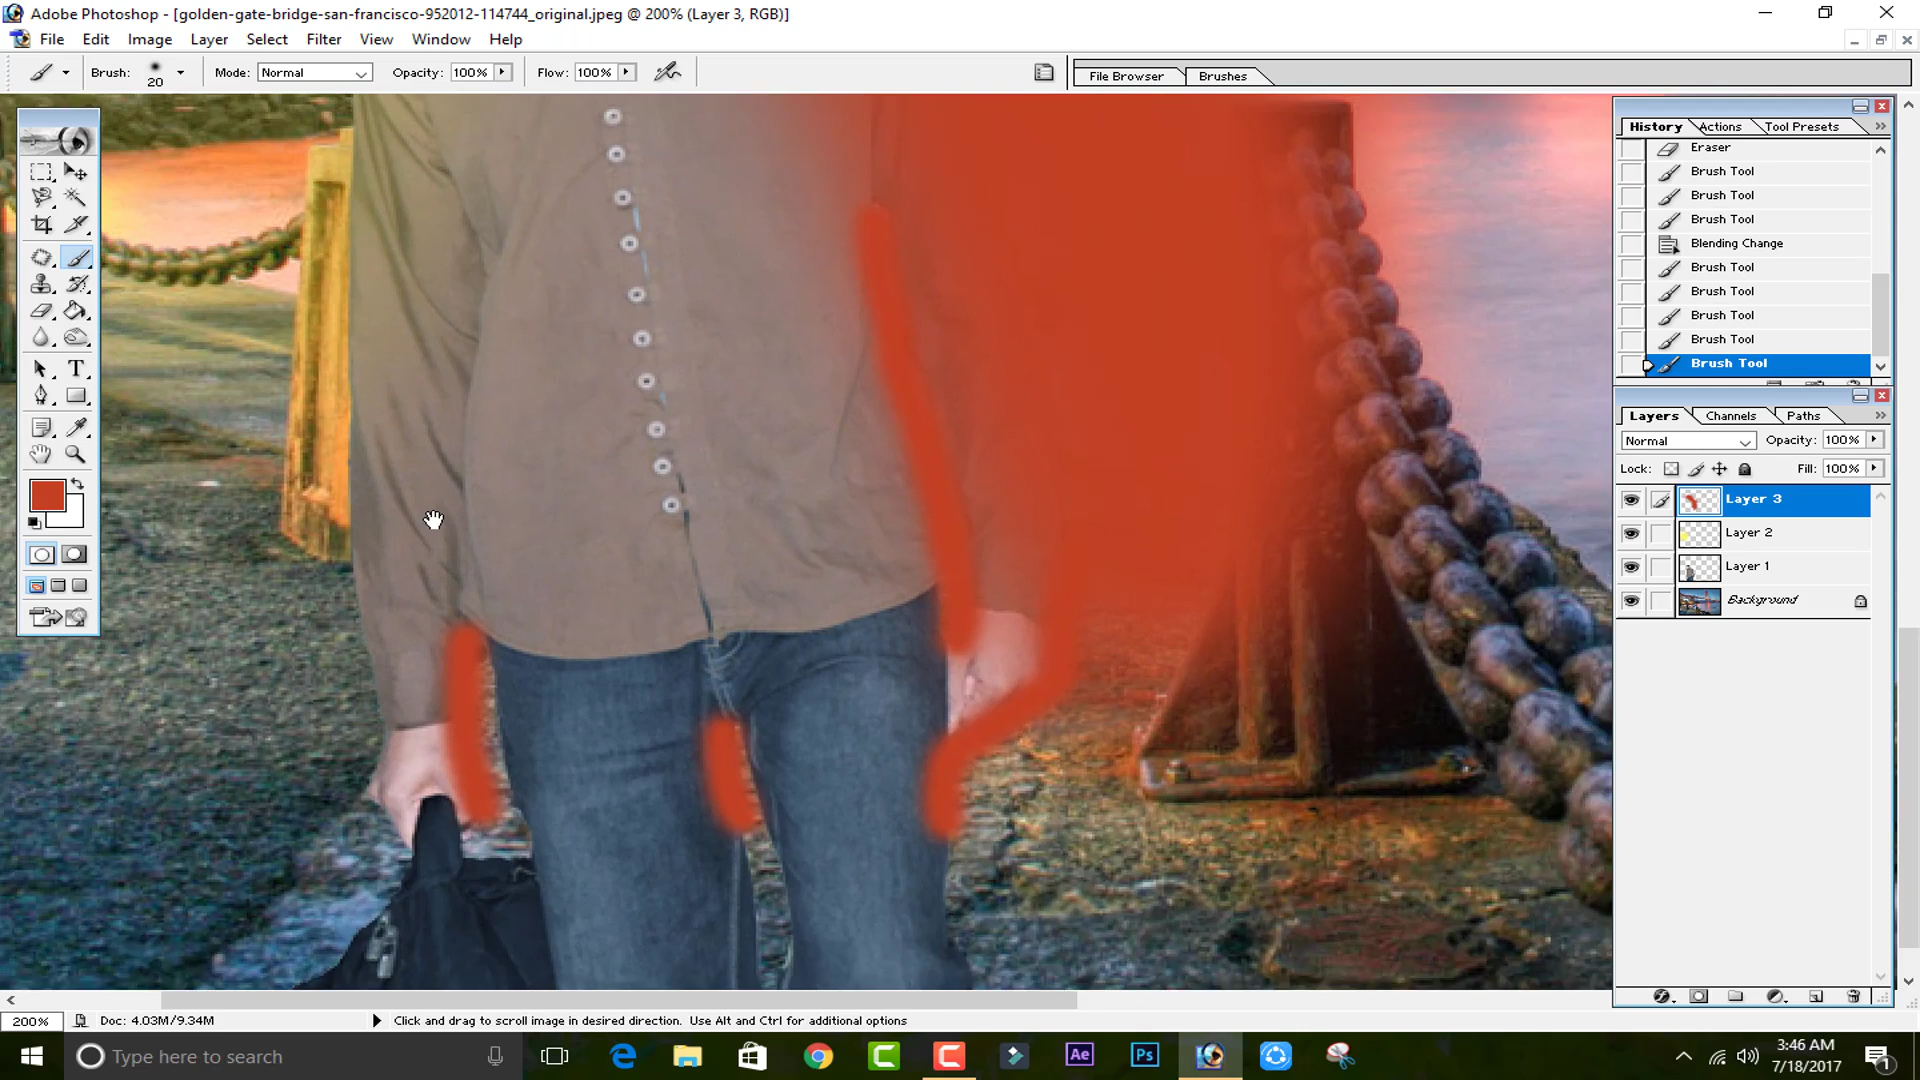 Adobe Photoshop - [golden-gate-bridge-san-francisco-952012-114744_original.jpeg @ 200% (Layer 3, RGB)]
File Edit Image Layer Select Filter View Window Help
Brush: 20 Mode: Normal Opacity: 100% Flow: 100% File Browser Brushes
History Actions Tool Presets
Eraser
Brush Tool
Brush Tool
Brush Tool
Blending Change
Brush Tool
Brush Tool
Brush Tool
Brush Tool
Brush Tool
Layers Channels Paths
Normal Opacity: 100%
Lock: Fill: 100%
Layer 3
Layer 2
Layer 1
Background
200% Doc: 4.03M/9.34M Click and drag to scroll image in desired direction. Use Alt and Ctrl for additional options
Type here to search
Ae
Ps
3:46 AM
7/18/2017
1